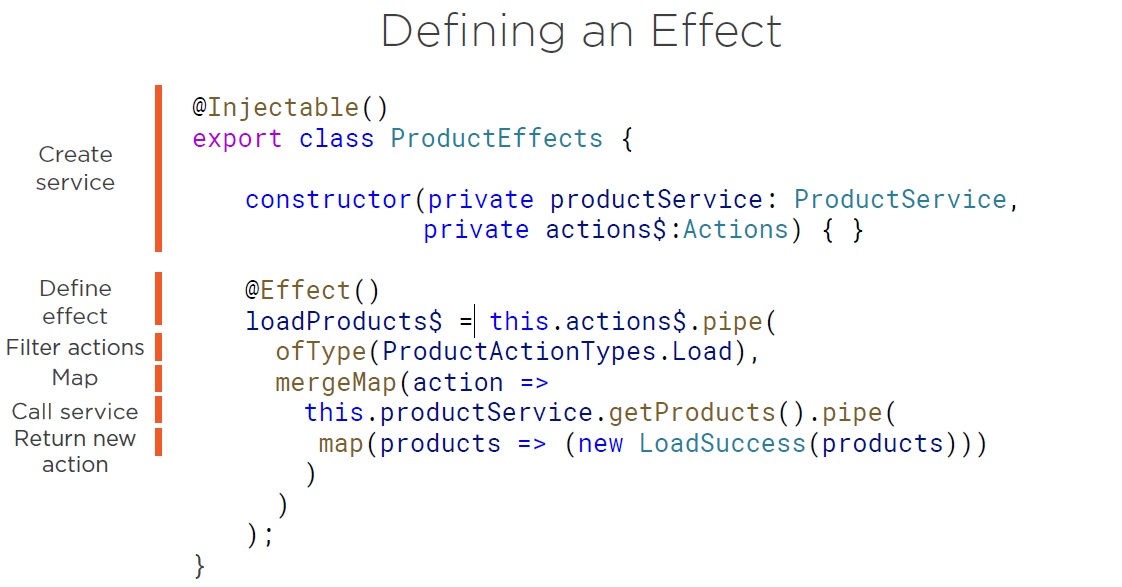 Defining an Effect
Create
service
@Injectable()
export class ProductEffects {
constructor(private productService: ProductService,
private actions$:Actions) { }
Define
effect
@Effect()
loadProducts$ = this.actions$.pipe(
Filter actions
ofType(ProductActionTypes.Load),
Map
mergeMap(action =>
Call service
this.productService.getProducts().pipe(
Return new
action
map(products => (new LoadSuccess(products)))
)
)
);
}